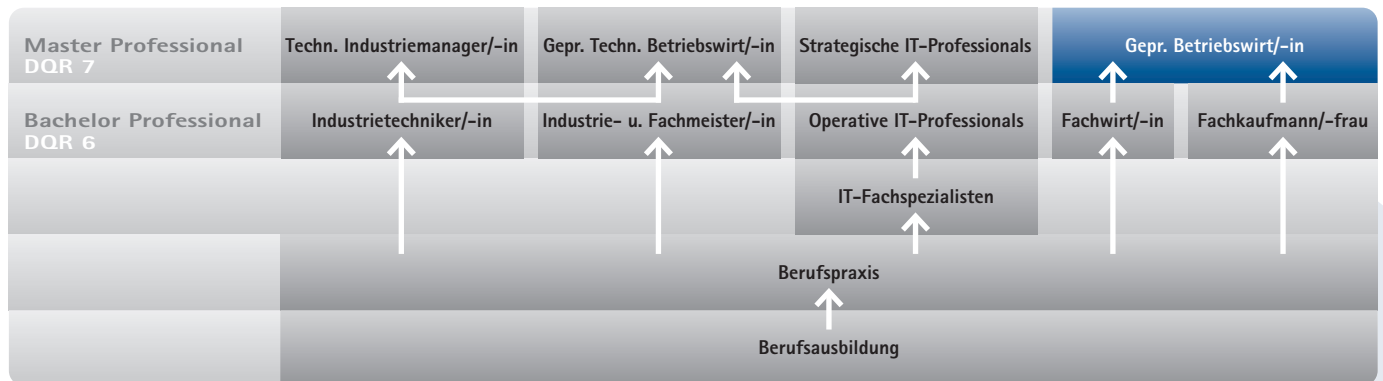 Master Professional
DQR 7
Techn. Industriemanager/-in
Gepr. Techn. Betriebswirt/-in
Strategische IT-Professionals
Gepr. Betriebswirt/-in
Bachelor Professional
DQR 6
Industrietechniker/-in
Industrie- u. Fachmeister/-in
Operative IT-Professionals
Fachwirt/-in
Fachkaufmann/-frau
IT-Fachspezialisten
Berufspraxis
Berufsausbildung